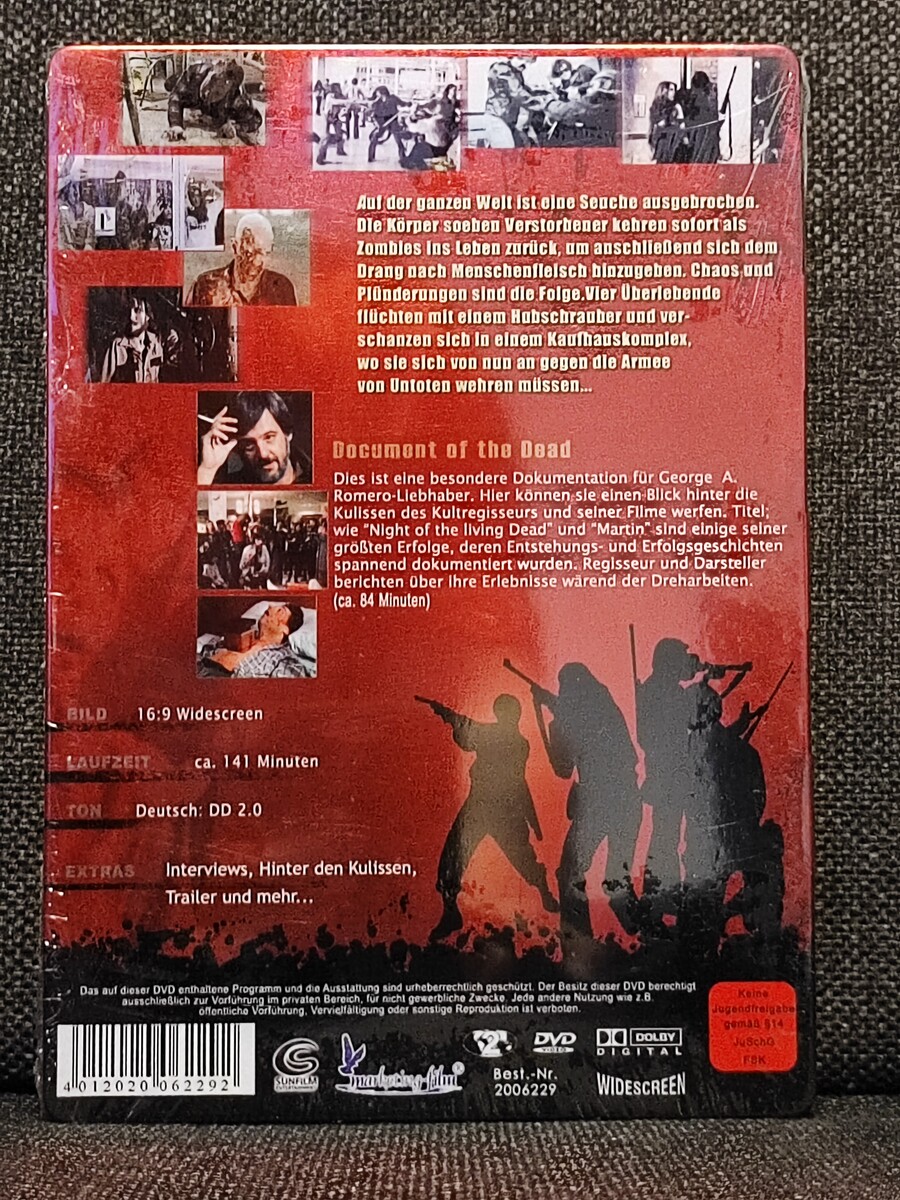 Auf der ganzen Welt ist eine Seuche ausgebrochen.
Die Körper soeben Verstorbener kehren sofort als
Zombies ins Leben zurück, um anschließend sich dem
Drang nach Menschenfleisch hinzugeben. Chaos und
Plünderungen sind die Folge.Vier Überlebende
flüchten mit einem Hubschrauber und ver-
schanzen sich in einem Kaufhauskomplex,
wo sie sich von nun an gegen die Armee
von Untoten wehren müssen...
Document of the Dead
Dies ist eine besondere Dokumentation für George A.
Romero-Liebhaber. Hier können sie einen Blick hinter die
Kulissen des Kultregisseurs und seiner Filme werfen. Titel;
wie "Night of the living Dead" und "Martin" sind einige seiner
größten Erfolge, deren Entstehungs- und Erfolgsgeschichten
spannend dokumentiert wurden. Regisseur und Darsteller
berichten über ihre Erlebnisse wärend der Dreharbeiten.
(ca. 84 Minuten)
BILD 16:9 Widescreen
LAUFZEIT ca. 141 Minuten
TON Deutsch: DD 2.0
EXTRAS Interviews, Hinter den Kulissen,
Trailer und mehr...
Das auf dieser DVD enthaltene Programm und die Ausstattung sind urheberrechtlich geschützt. Der Besitz dieser DVD berechtigt
ausschließlich zur Vorführung im privaten Bereich, für nicht gewerbliche Zwecke. Jede andere Nutzung wie z.B.
öffentliche Vorführung, Vervielfältigung oder sonstige Reproduktion ist verboten.
Keine
Jugendfreigabe
gemäß §14
JuSchG
FSK
4 012020 062292
SUNFILM
ENTERTAINMENT
marketing-film
2
DVD
VIDEO
Best.-Nr.
2006229
DOLBY
DIGITAL
WIDESCREEN